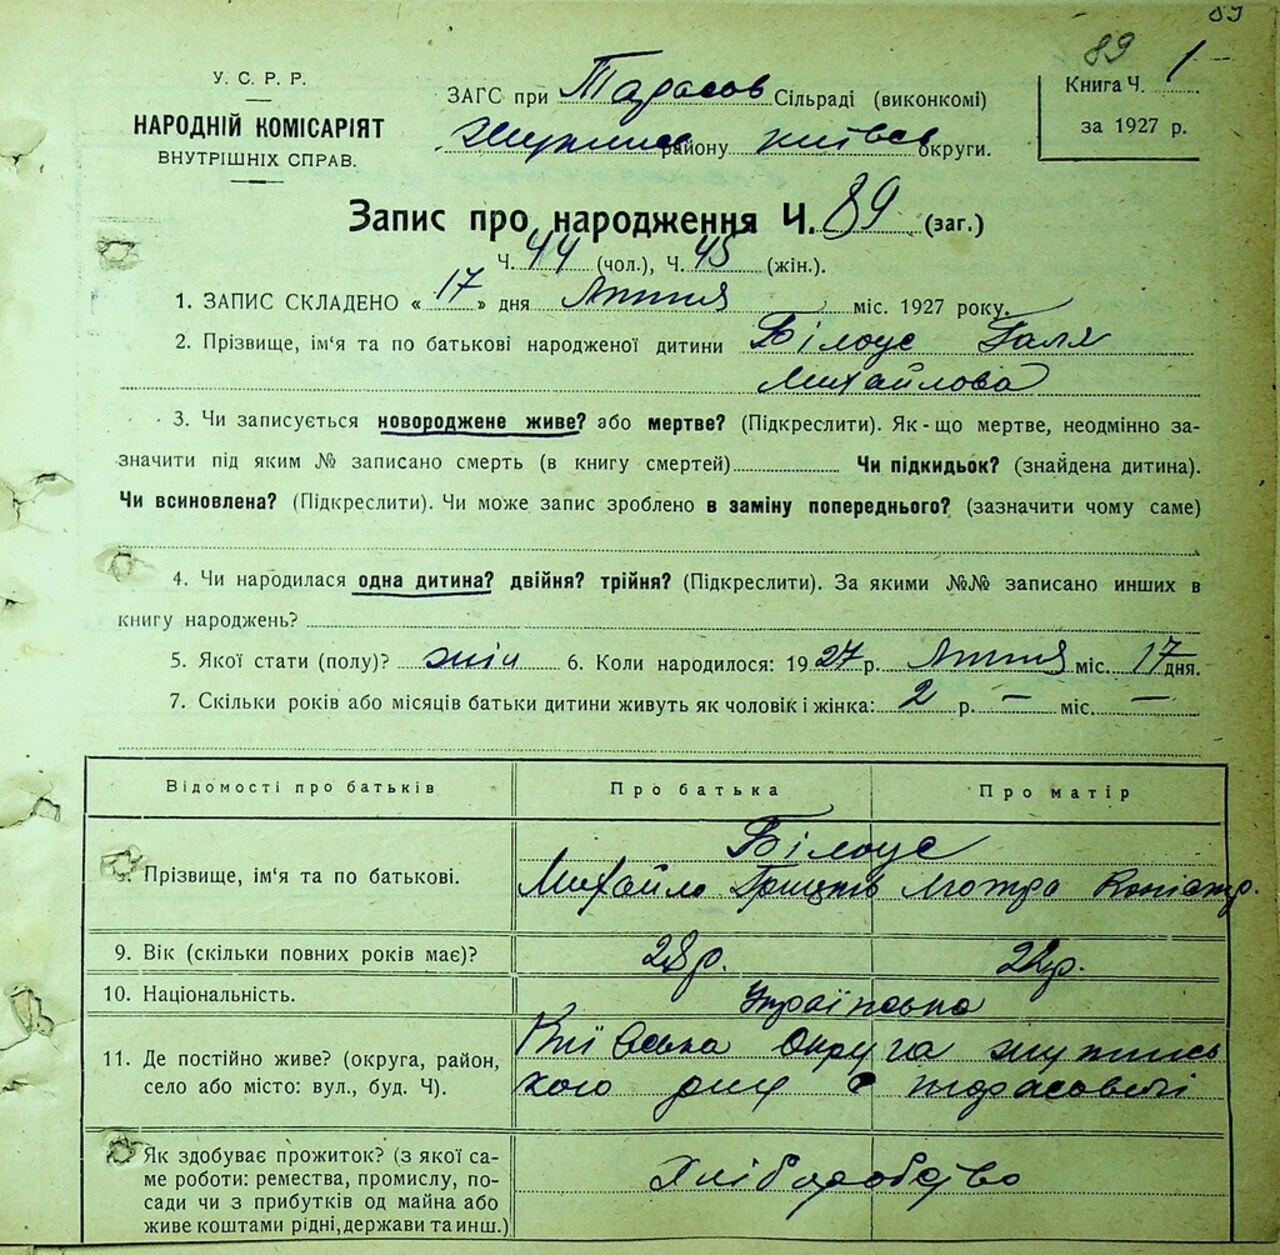 89
89 1
У. С. Р. Р.
НАРОДНІЙ КОМІСАРІЯТ
ВНУТРІШНІХ СПРАВ.
ЗАГС при Тарасов Сільраді (виконкомі)
району Київсь округи.
Книга Ч.
за 1927 р.
Запис про народження Ч. 89 (заг.)
Ч. 44 (чол.), Ч. 45 (жін.).
1. ЗАПИС СКЛАДЕНО « 17 » дня міс. 1927 року.
2. Прізвище, ім'я та по батькові народженої дитини Білоус Галя
Михайлова
3. Чи записується новороджене живе? або мертве? (Підкреслити). Як-що мертве, неодмінно за-
значити під яким № записано смерть (в книгу смертей) Чи підкидьок? (знайдена дитина).
Чи всиновлена? (Підкреслити). Чи може запис зроблено в заміну попереднього? (зазначити чому саме)
4. Чи народилася одна дитина? двійня? трійня? (Підкреслити). За якими №№ записано инших в
книгу народжень?
5. Якої стати (полу)? жін 6. Коли народилося: 1927 р. міс. 17 дня.
7. Скільки років або місяців батьки дитини живуть як чоловік і жінка: 2 р. — міс. —
Відомості про батьків Про батька Про матір
Білоус
Прізвище, ім'я та по батькові. Михайло Грицьків Мотра
9. Вік (скільки повних років має)? 28 р. 22 р.
10. Національність. Українська
11. Де постійно живе? (округа, район, Київська округа
село або місто: вул., буд. Ч).
Як здобуває прожиток? (з якої са-
ме роботи: ремества, промислу, по- Хліборобство
сади чи з прибутків од майна або
живе коштами рідні, держави та инш.)